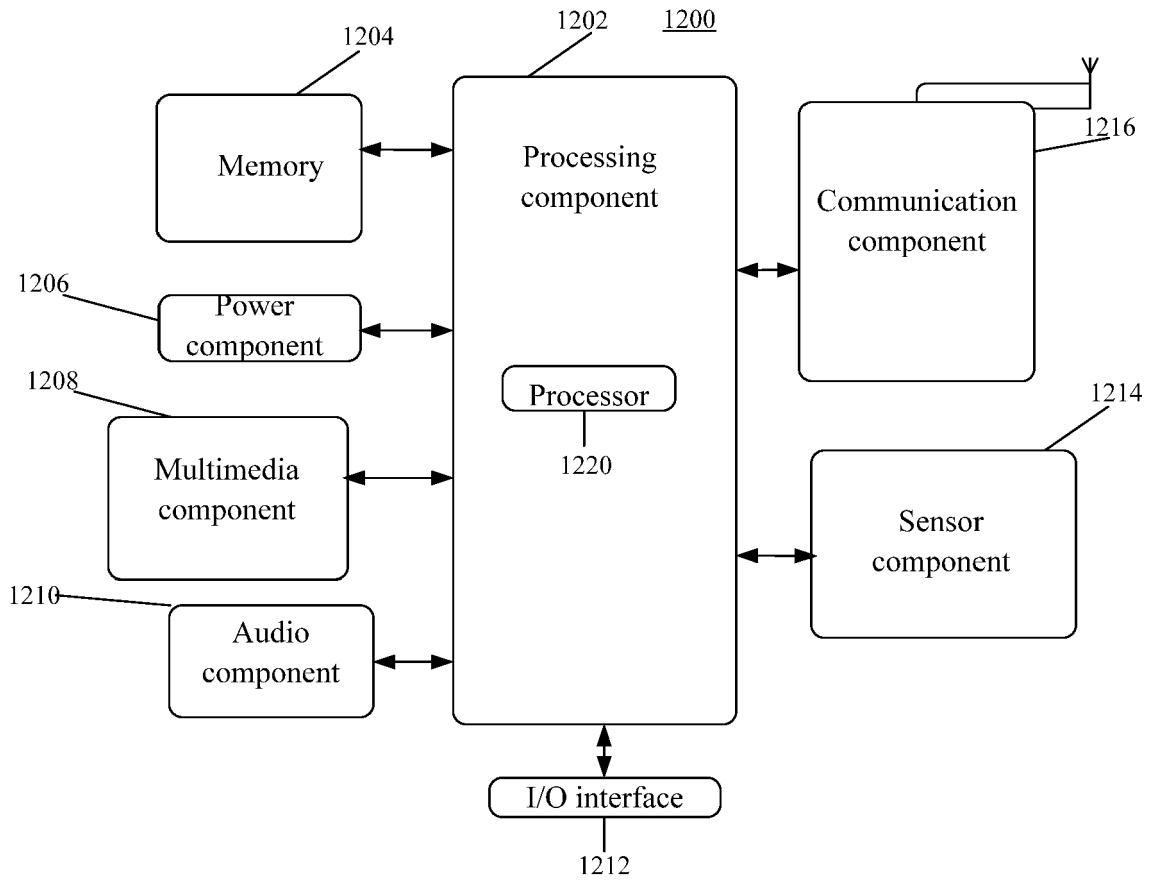 1200
1202
1204
Memory
Processing
component
1216
Communication
component
1206
Power
component
1208
Multimedia
component
Processor
1220
1214
Sensor
component
1210
Audio
component
I/O interface
1212